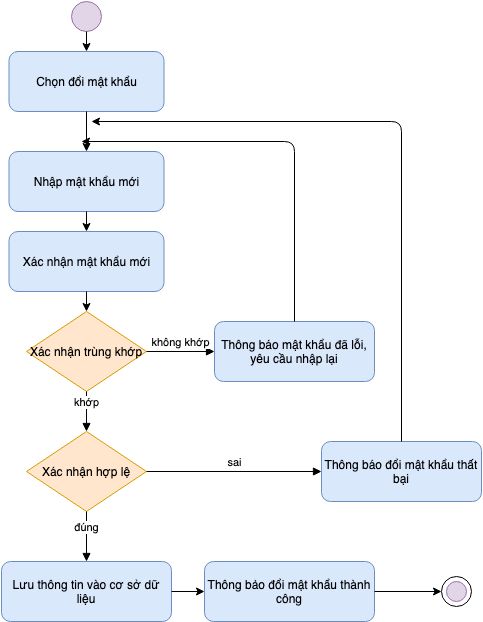 Chọn đổi mật khẩu
Nhập mật khẩu mới
Xác nhận mật khẩu mới
Xác nhận trùng khớp
không khớp
Thông báo mật khẩu đã lỗi,
yêu cầu nhập lại
khớp
Xác nhận hợp lệ
sai
Thông báo đổi mật khẩu thất
bại
đúng
Lưu thông tin vào cơ sở dữ
liệu
Thông báo đổi mật khẩu thành
công